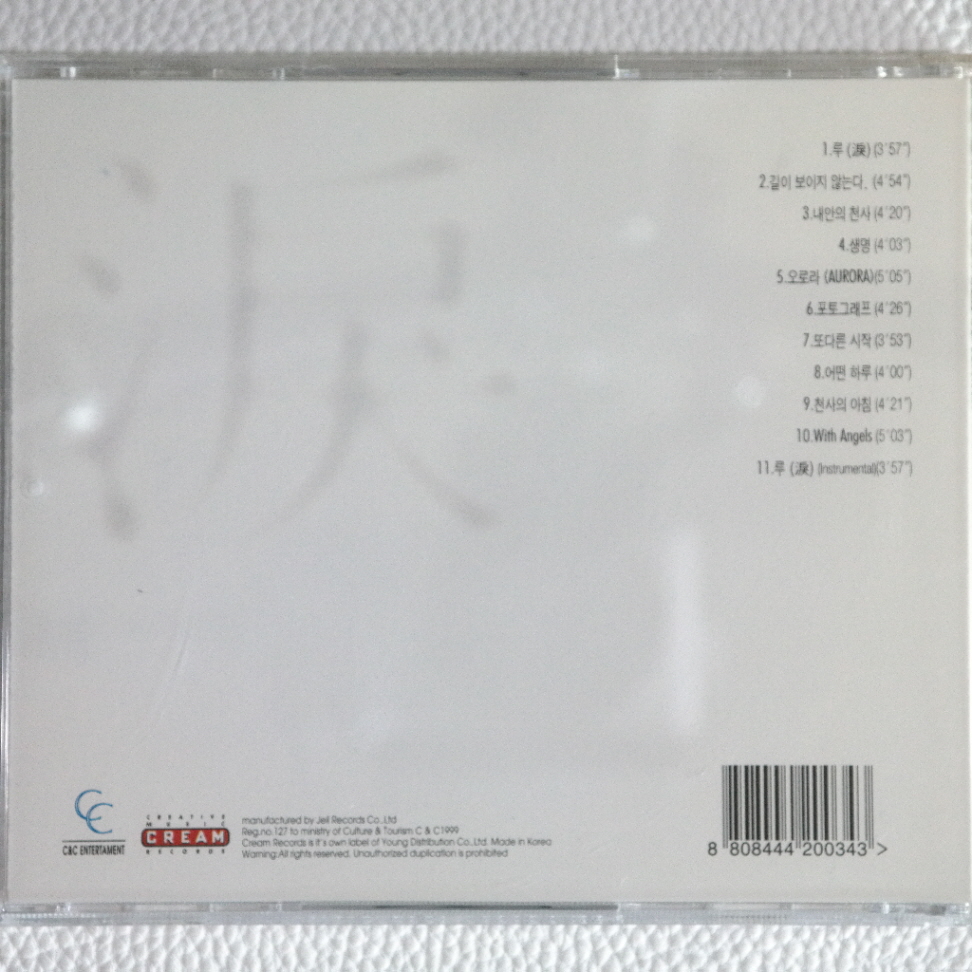 淚
1.루 (淚) (3'57")
2.길이 보이지 않는다. (4'54")
3.내안의 천사 (4'20")
4.생명 (4'03")
5.오로라 (AURORA)(5'05")
6.포토그래프 (4'26")
7.또다른 시작 (3'53")
8.어떤 하루 (4'00")
9.천사의 아침 (4'21")
10.With Angels (5'03")
11.루 (淚) (Instrumental)(3'57")
CC
C&C ENTERTAMENT
CREATIVE
MUSIC
CREAM
RECORDS
manufactured by Jeil Records Co.,Ltd
Reg.no.127 to ministry of Culture & Tourism C & C1999
Cream Records is it's own label of Young Distribution Co.,Ltd. Made in Korea
Warning:All rights reserved. Unauthorized duplication is prohibited
8 808444 200343 >